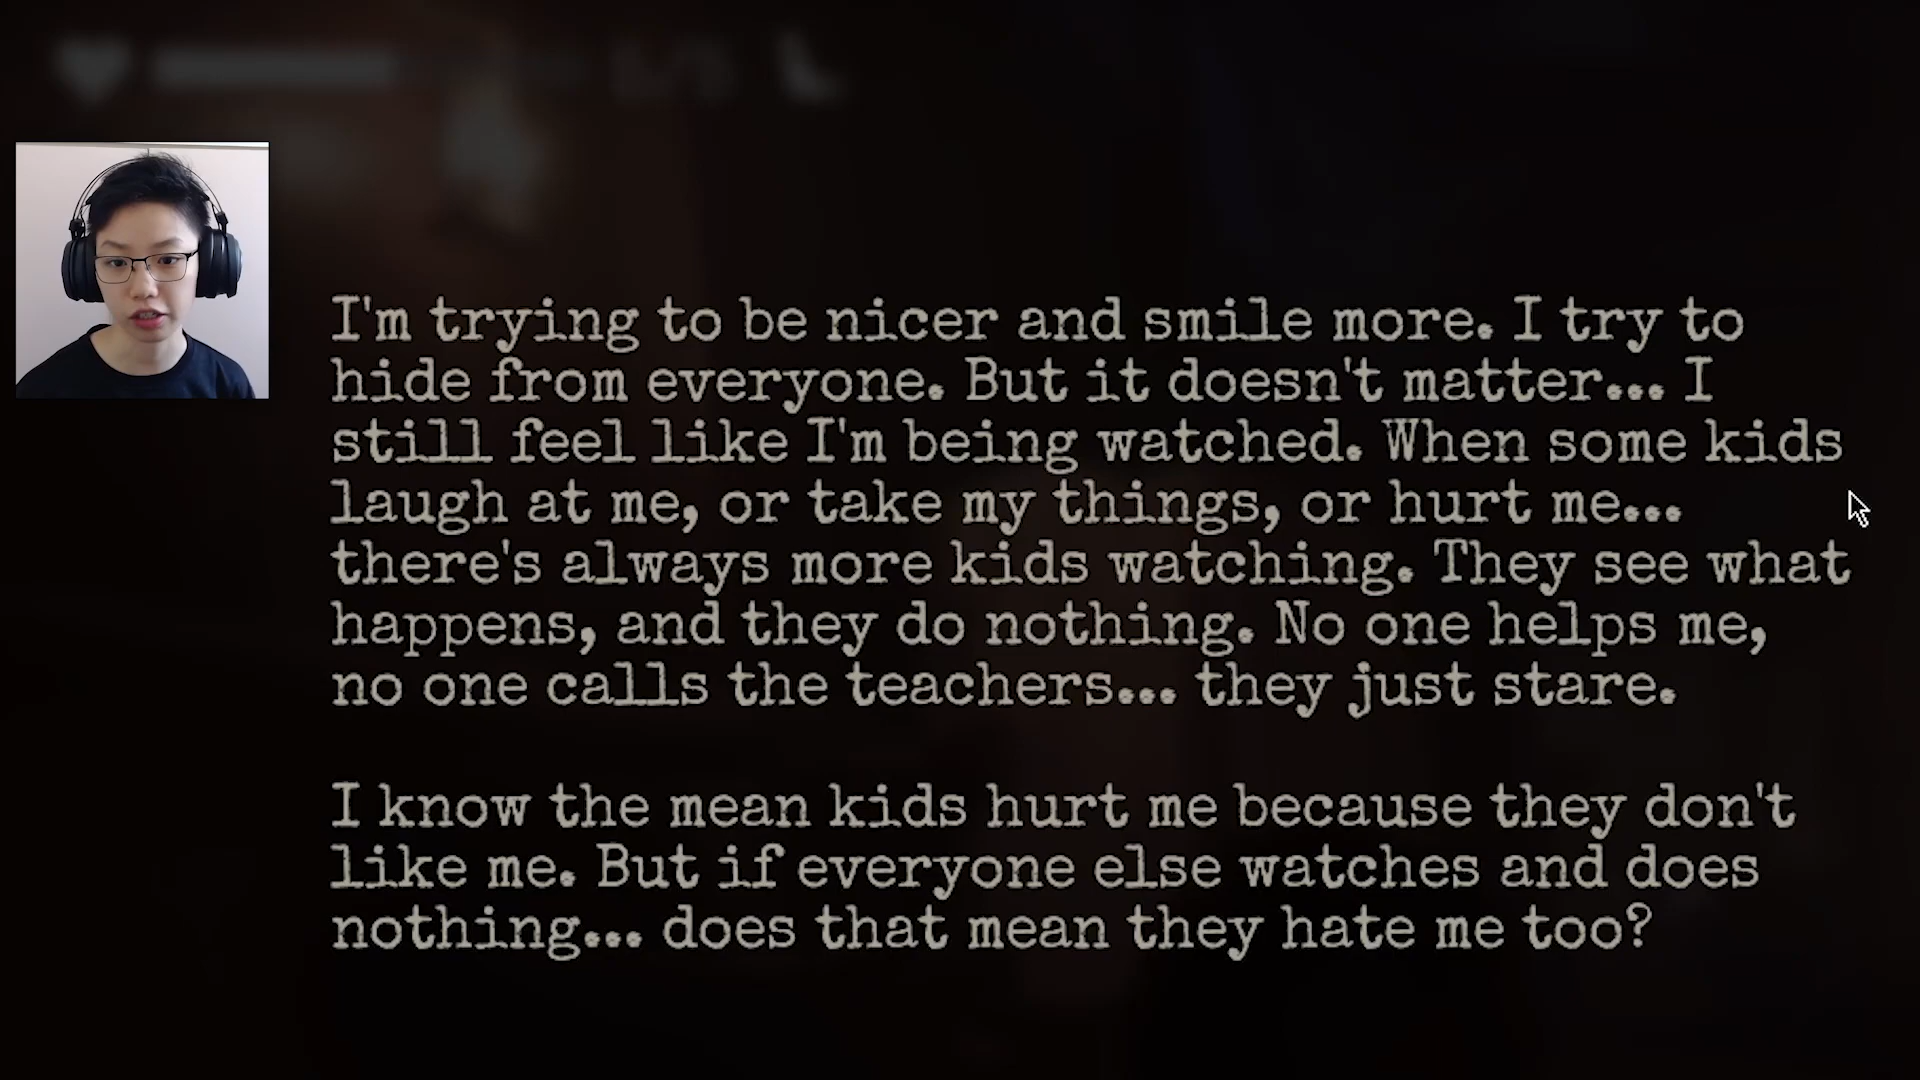 I'm trying to be nicer and smile more. I try to
hide from everyone. But it doesn't matter... I
still feel like I'm being watched. When some kids
laugh at me, or take my things, or hurt me...
there's always more kids watching. They see what
happens, and they do nothing. No one helps me,
no one calls the teachers... they just stare.
I know the mean kids hurt me because they don't
like me. But if everyone else watches and does
nothing... does that mean they hate me too?